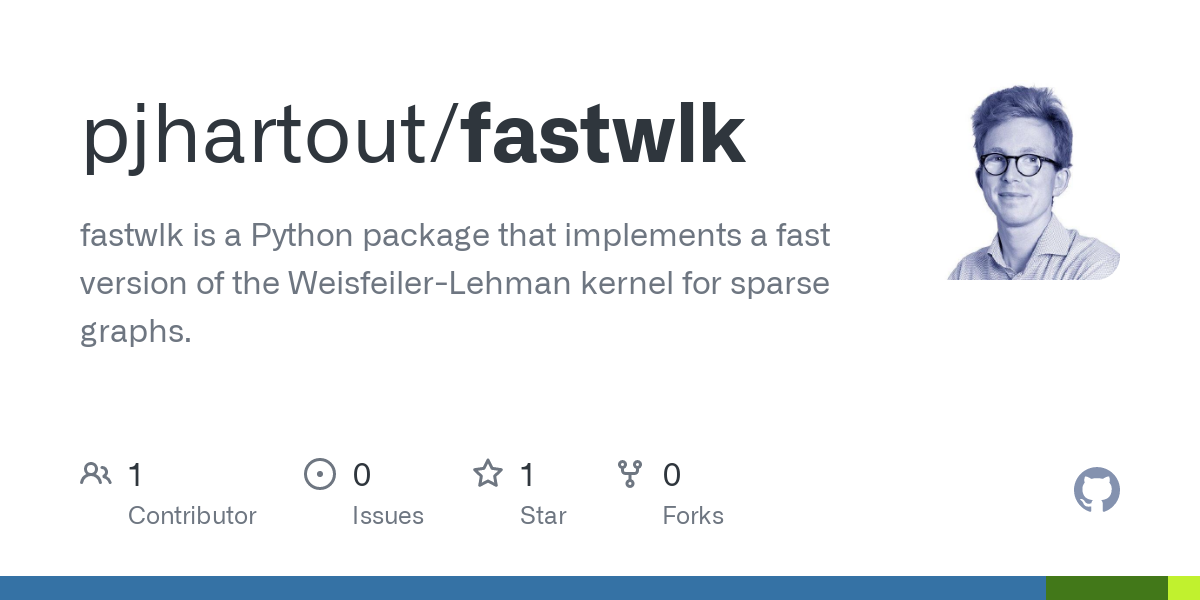 pjhartout/fastwlk
fastwlk is a Python package that implements a fast
version of the Weisfeiler-Lehman kernel for sparse
graphs.
1 0 1 0
Contributor Issues Star Forks